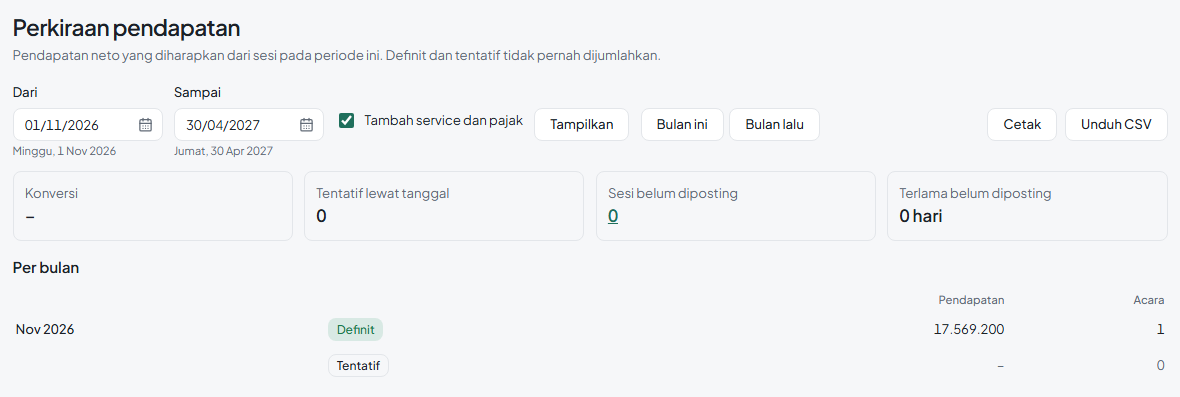 Perkiraan pendapatan
Pendapatan neto yang diharapkan dari sesi pada periode ini. Definit dan tentatif tidak pernah dijumlahkan.
Dari Sampai
01/11/2026 30/04/2027 Tambah service dan pajak Tampilkan Bulan ini Bulan lalu Cetak Unduh CSV
Minggu, 1 Nov 2026 Jumat, 30 Apr 2027
Konversi Tentatif lewat tanggal Sesi belum diposting Terlama belum diposting
– 0 0 0 hari
Per bulan
Pendapatan Acara
Nov 2026 Definit 17.569.200 1
Tentatif – 0